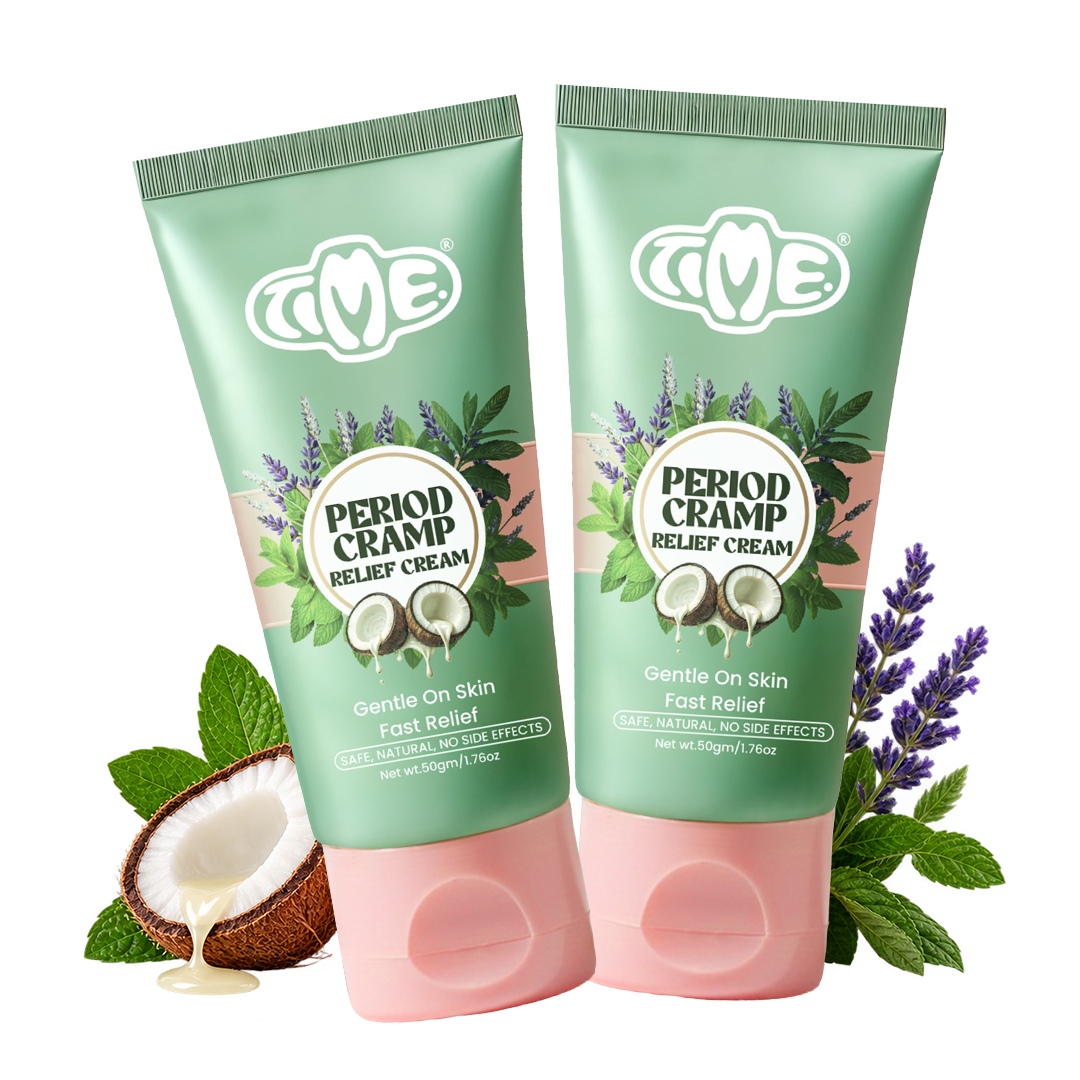 TIME.®
PERIOD
CRAMP
RELIEF CREAM
Gentle On Skin
Fast Relief
SAFE, NATURAL, NO SIDE EFFECTS
Net wt.50gm/1.76oz
TIME.®
PERIOD
CRAMP
RELIEF CREAM
Gentle On Skin
Fast Relief
SAFE, NATURAL, NO SIDE EFFECTS
Net wt.50gm/1.76oz